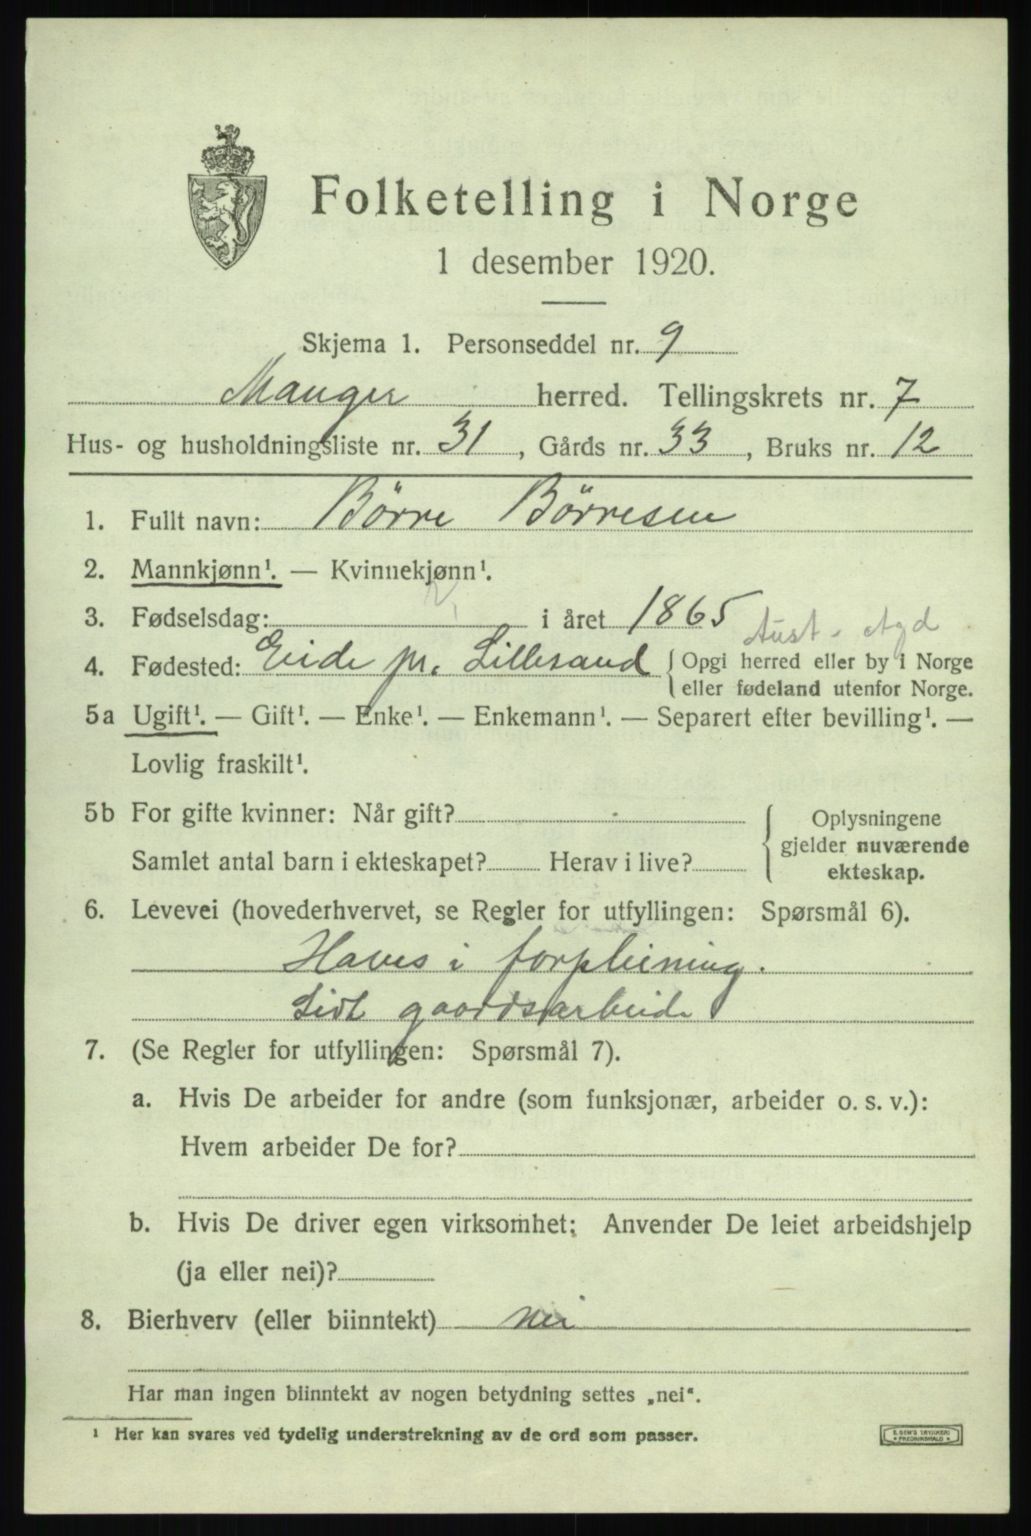 Folketelling i Norge
1 desember 1920.
Skjema 1. Personseddel nr. 9
Manger herred. Tellingskrets nr. 7
Hus- og husholdningsliste nr. 31, Gårds nr. 33, Bruks nr. 12
1. Fullt navn: Börre Börresen
2. Mannkjønn¹. — Kvinnekjønn¹.
3. Fødselsdag: i året 1865
Aust-Agd
4. Fødested: Eide pr. Lillesand {Opgi herred eller by i Norge
eller fødeland utenfor Norge.
5a Ugift¹. — Gift¹. — Enke¹. — Enkemann¹. — Separert efter bevilling¹. —
Lovlig fraskilt¹.
5b For gifte kvinner: Når gift?
Samlet antal barn i ekteskapet? Herav i live?
{Oplysningene
gjelder nuværende
ekteskap.
6. Levevei (hovederhvervet, se Regler for utfyllingen: Spørsmål 6).
Haves i forpleining.
Lidt gaardsarbeide
7. (Se Regler for utfyllingen: Spørsmål 7).
a. Hvis De arbeider for andre (som funksjonær, arbeider o. s. v.):
Hvem arbeider De for?
b. Hvis De driver egen virksomhet: Anvender De leiet arbeidshjelp
(ja eller nei)?
8. Bierhverv (eller biinntekt) nei
Har man ingen biinntekt av nogen betydning settes „nei“.
¹ Her kan svares ved tydelig understrekning av de ord som passer.